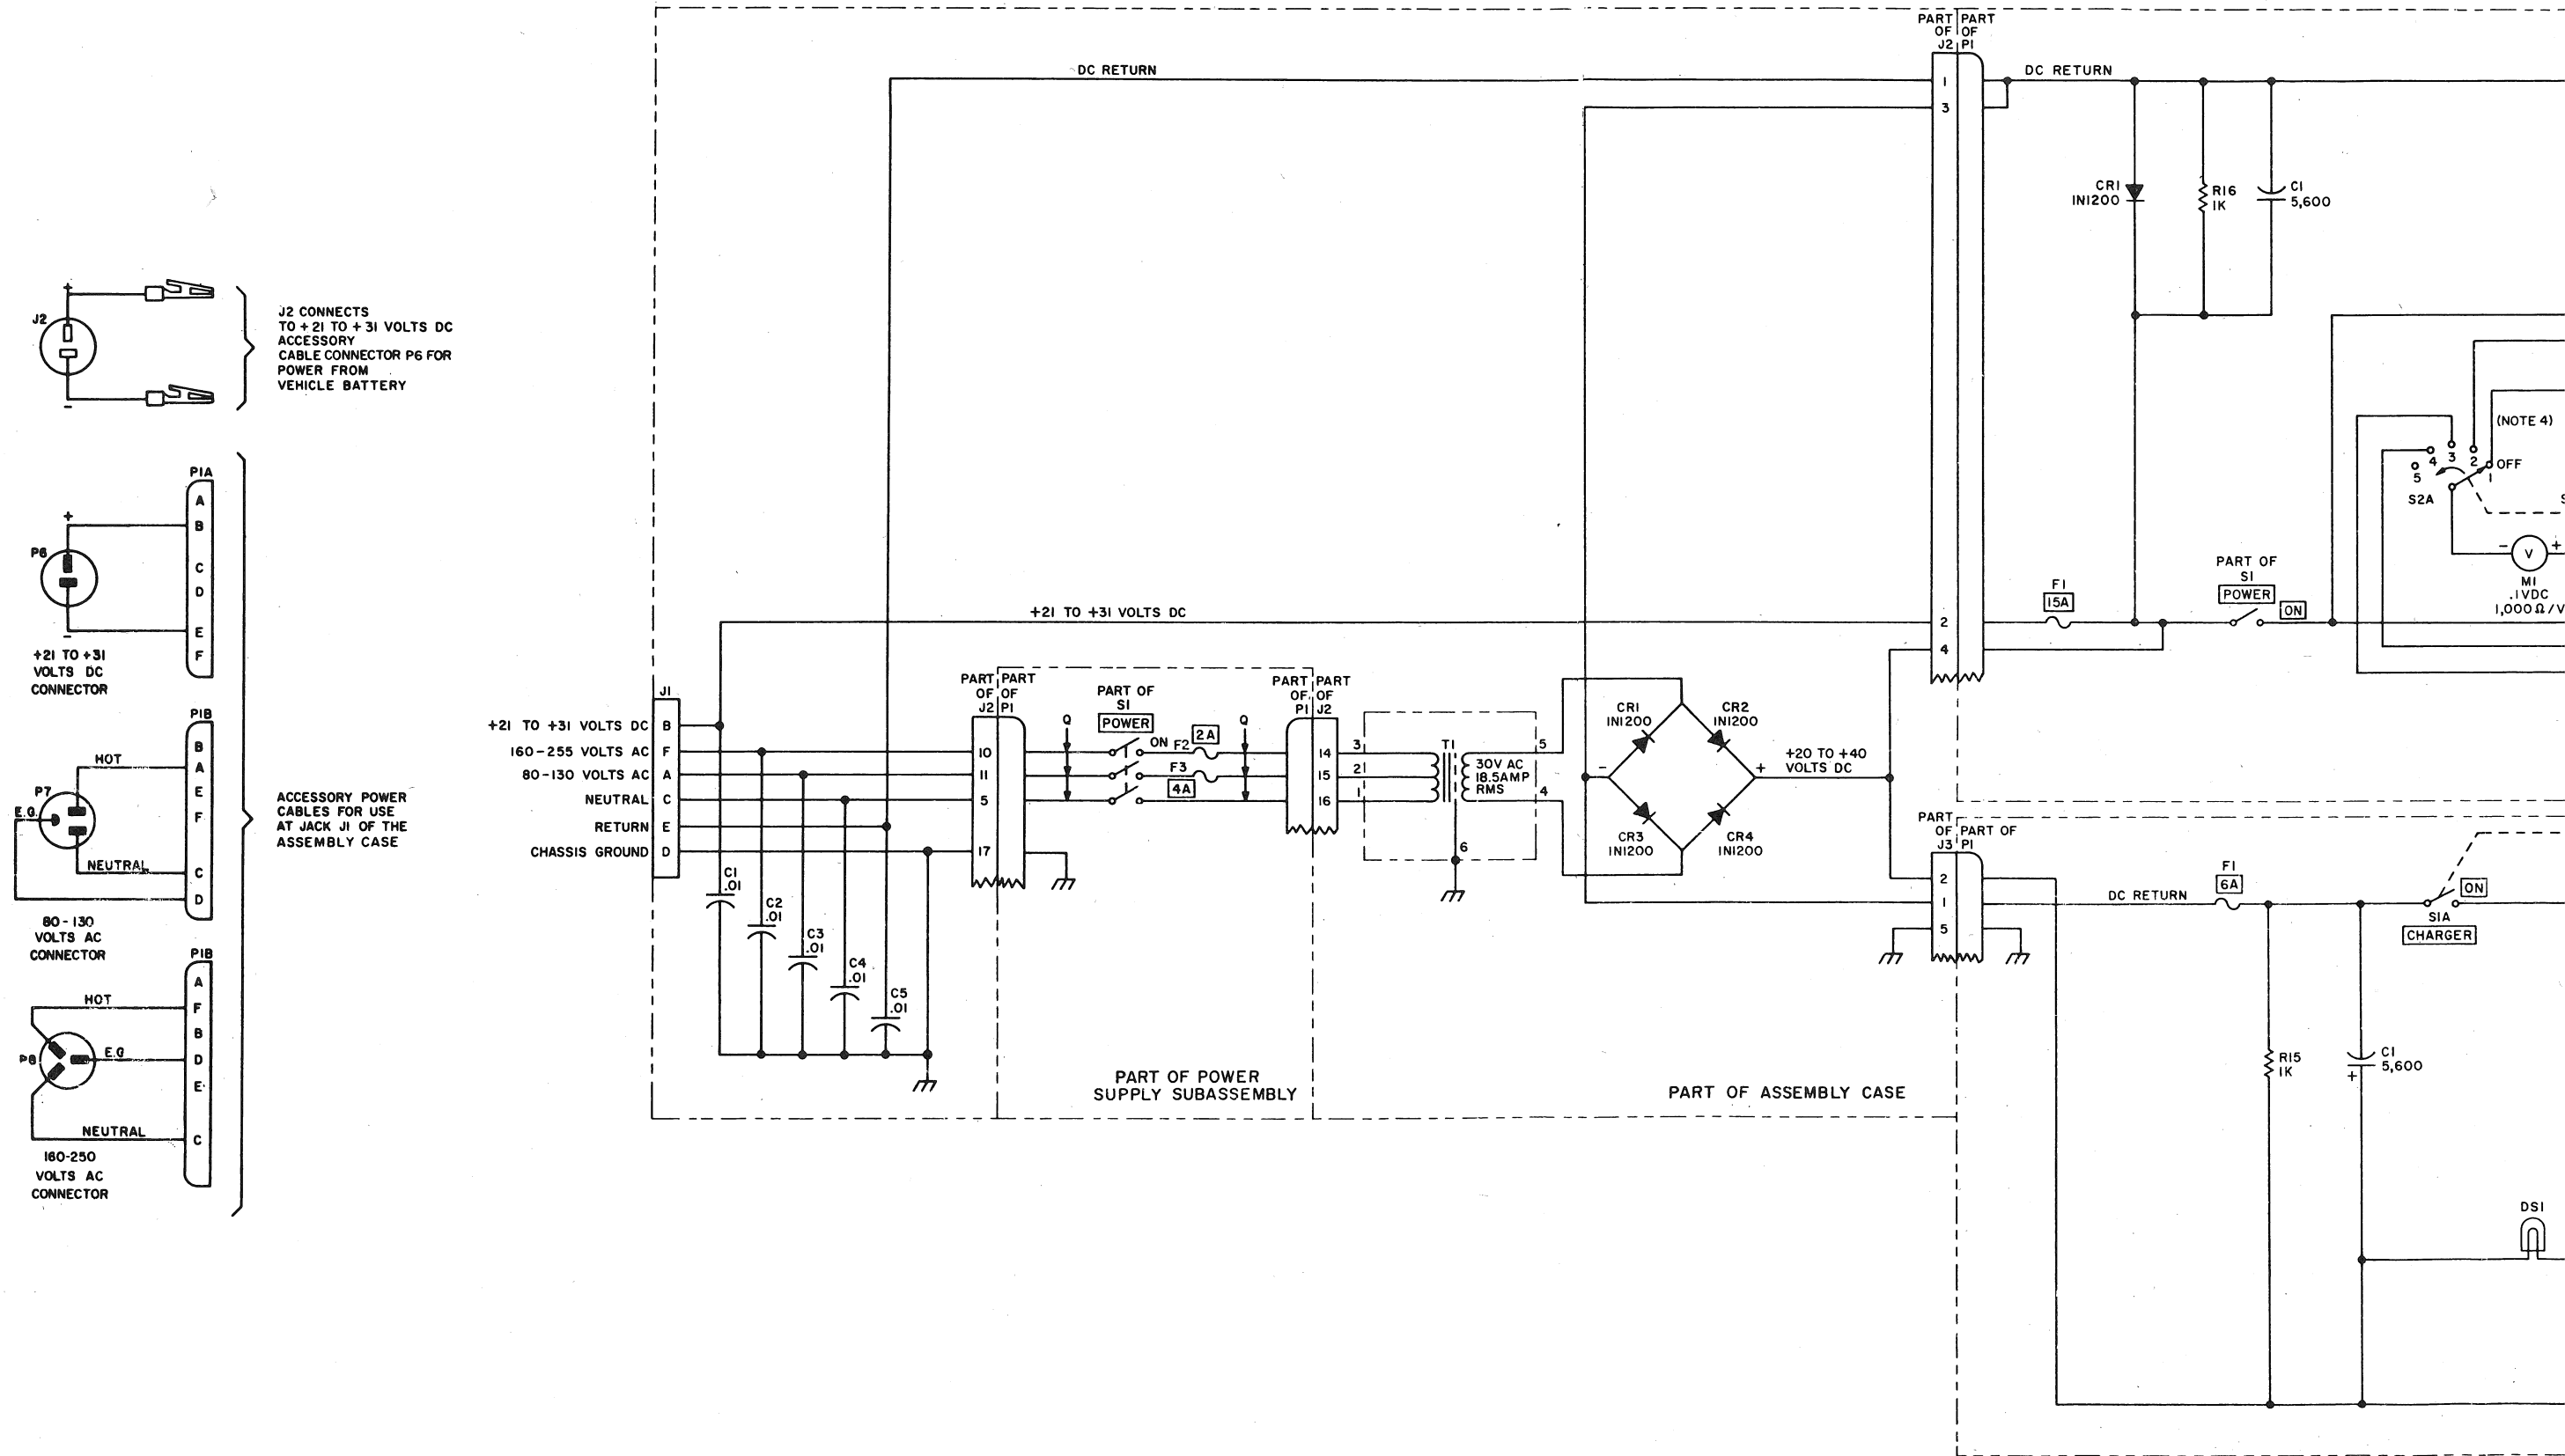 J2
+
-
J2 CONNECTS
TO +21 TO +31 VOLTS DC
ACCESSORY
CABLE CONNECTOR P6 FOR
POWER FROM
VEHICLE BATTERY
P1A
A
B
C
D
E
F
P6
+
-
+21 TO +31
VOLTS DC
CONNECTOR
P1B
B
A
E
F
C
D
HOT
P7
E.G.
NEUTRAL
80-130
VOLTS AC
CONNECTOR
P1B
A
F
B
D
E
C
HOT
P8
E.G
NEUTRAL
160-250
VOLTS AC
CONNECTOR
ACCESSORY POWER
CABLES FOR USE
AT JACK J1 OF THE
ASSEMBLY CASE
J1
+21 TO +31 VOLTS DC B
160-255 VOLTS AC F
80-130 VOLTS AC A
NEUTRAL C
RETURN E
CHASSIS GROUND D
C1
.01
C2
.01
C3
.01
C4
.01
C5
.01
DC RETURN
+21 TO +31 VOLTS DC
PART PART
OF OF
J2 P1
10
11
5
17
Q
PART OF
S1
POWER
ON
F2
2A
F3
4A
Q
PART PART
OF OF
P1 J2
14
15
16
PART OF POWER
SUPPLY SUBASSEMBLY
3
2
1
T1
30V AC
18.5AMP
RMS
5
4
6
CR1
IN1200
CR2
IN1200
CR3
IN1200
CR4
IN1200
-
+
+20 TO +40
VOLTS DC
PART OF ASSEMBLY CASE
PART PART
OF OF
J2 P1
1
3
2
4
DC RETURN
CR1
IN1200
R16
1K
C1
5,600
F1
15A
PART OF
S1
POWER
ON
(NOTE 4)
5
4
3
2
1
OFF
S2A
S
-
V
+
M1
.1VDC
1,000Ω/V
PART
OF PART OF
J3 P1
2
1
5
DC RETURN
F1
6A
ON
S1A
CHARGER
R15
1K
C1
5,600
+
DS1